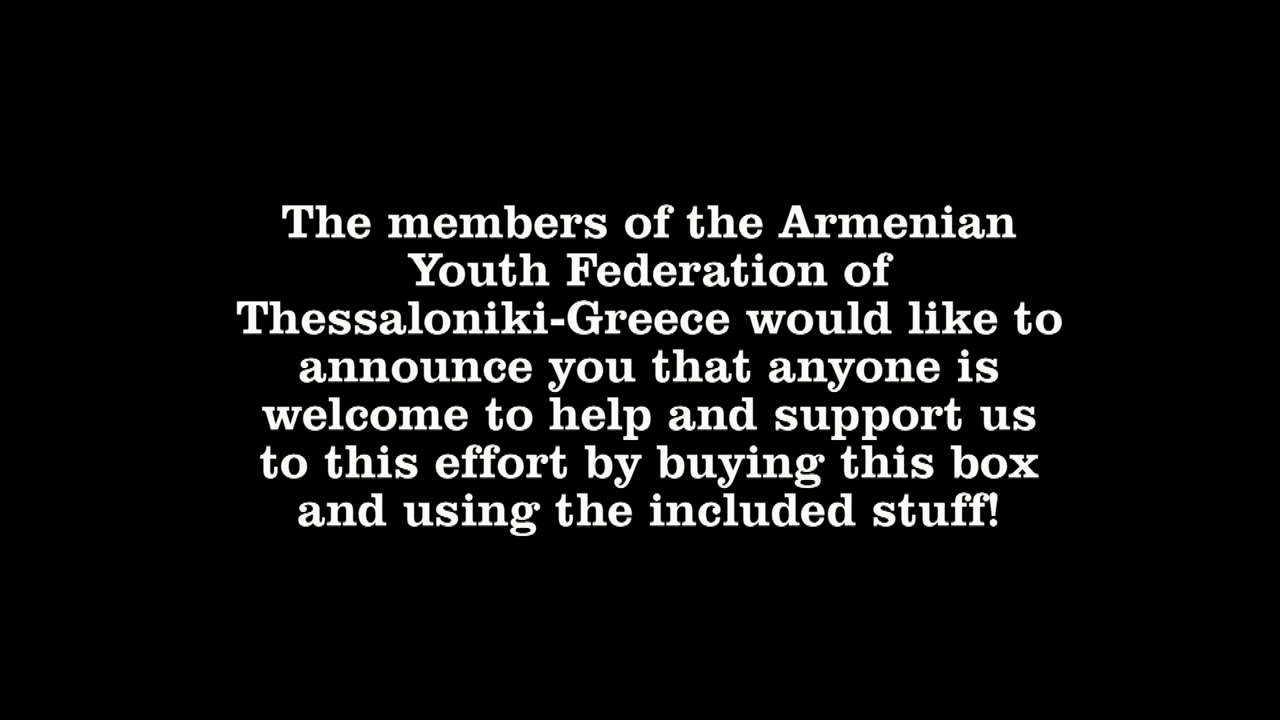 The members of the Armenian
Youth Federation of
Thessaloniki-Greece would like to
announce you that anyone is
welcome to help and support us
to this effort by buying this box
and using the included stuff!